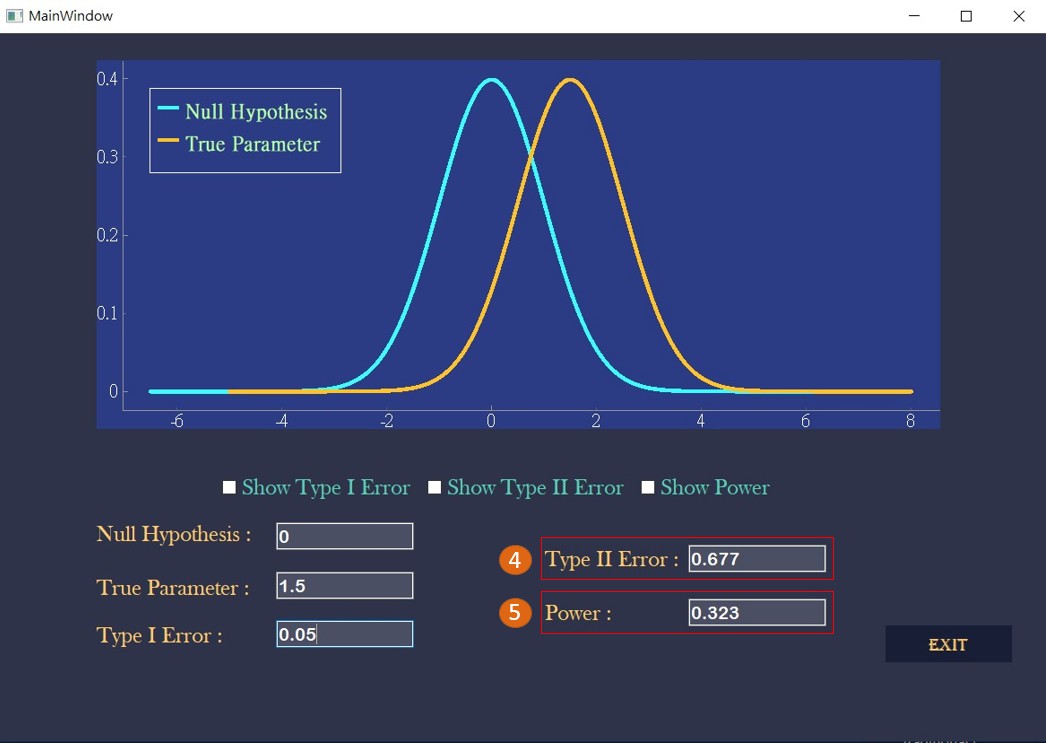 MainWindow
0.4
Null Hypothesis
True Parameter
0.3
0.2
0.1
0
-6 -4 -2 0 2 4 6 8
Show Type I Error Show Type II Error Show Power
Null Hypothesis : 0
4 Type II Error : 0.677
True Parameter : 1.5
5 Power : 0.323
Type I Error : 0.05
EXIT